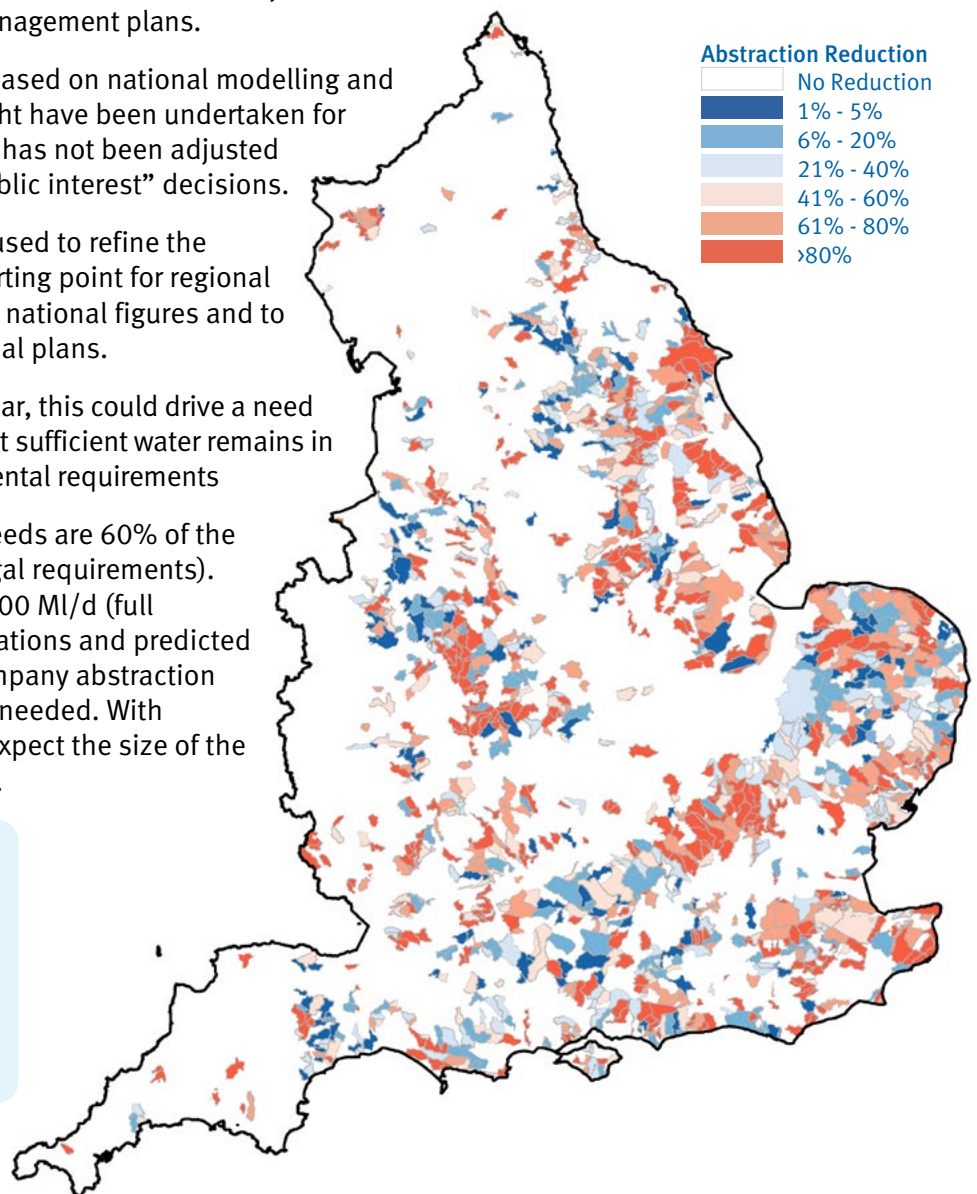 nagement plans.
ased on national modelling and
ht have been undertaken for
has not been adjusted
blic interest” decisions.
used to refine the
rting point for regional
national figures and to
al plans.
ar, this could drive a need
t sufficient water remains in
ental requirements
eeds are 60% of the
gal requirements).
00 Ml/d (full
ations and predicted
mpany abstraction
needed. With
xpect the size of the
Abstraction Reduction
No Reduction
1% - 5%
6% - 20%
21% - 40%
41% - 60%
61% - 80%
>80%